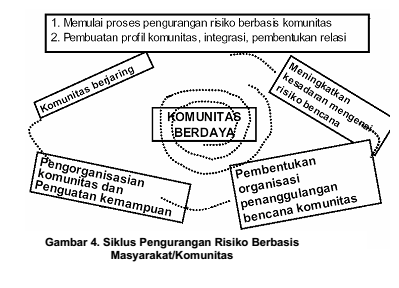 1. Memulai proses pengurangan risiko berbasis komunitas
2. Pembuatan profil komunitas, integrasi, pembentukan relasi
Komunitas berjaring
Meningkatkan
kesadaran mengenai
risiko bencana
KOMUNITAS
BERDAYA
Pengorganisasian
komunitas dan
Penguatan kemampuan
Pembentukan
organisasi
penanggulangan
bencana komunitas
Gambar 4. Siklus Pengurangan Risiko Berbasis
Masyarakat/Komunitas